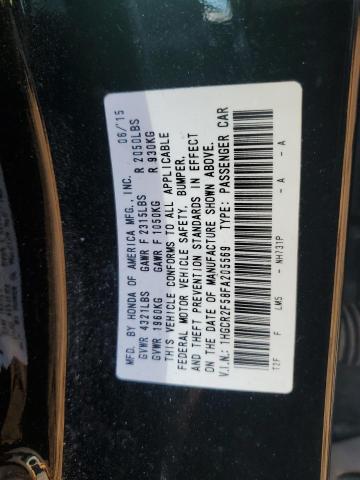 MFD. BY HONDA OF AMERICA MFG., INC. 06/'15
GVWR 4321LBS GAWR F 2315LBS R 2050LBS
GVWR 1960KG GAWR F 1050KG R 930KG
THIS VEHICLE CONFORMS TO ALL APPLICABLE
FEDERAL MOTOR VEHICLE SAFETY, BUMPER,
AND THEFT PREVENTION STANDARDS IN EFFECT
ON THE DATE OF MANUFACTURE SHOWN ABOVE.
V.I.N.: 1HGCR2F58FA205569 TYPE: PASSENGER CAR
T2F F LW5 - NH731P - A - A